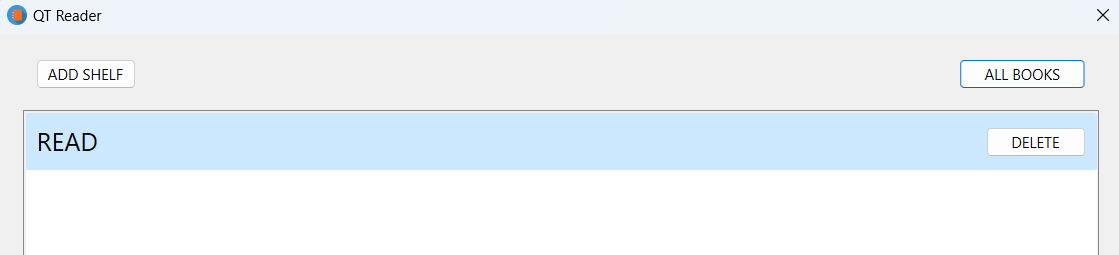 QT Reader
ADD SHELF
ALL BOOKS
READ
DELETE